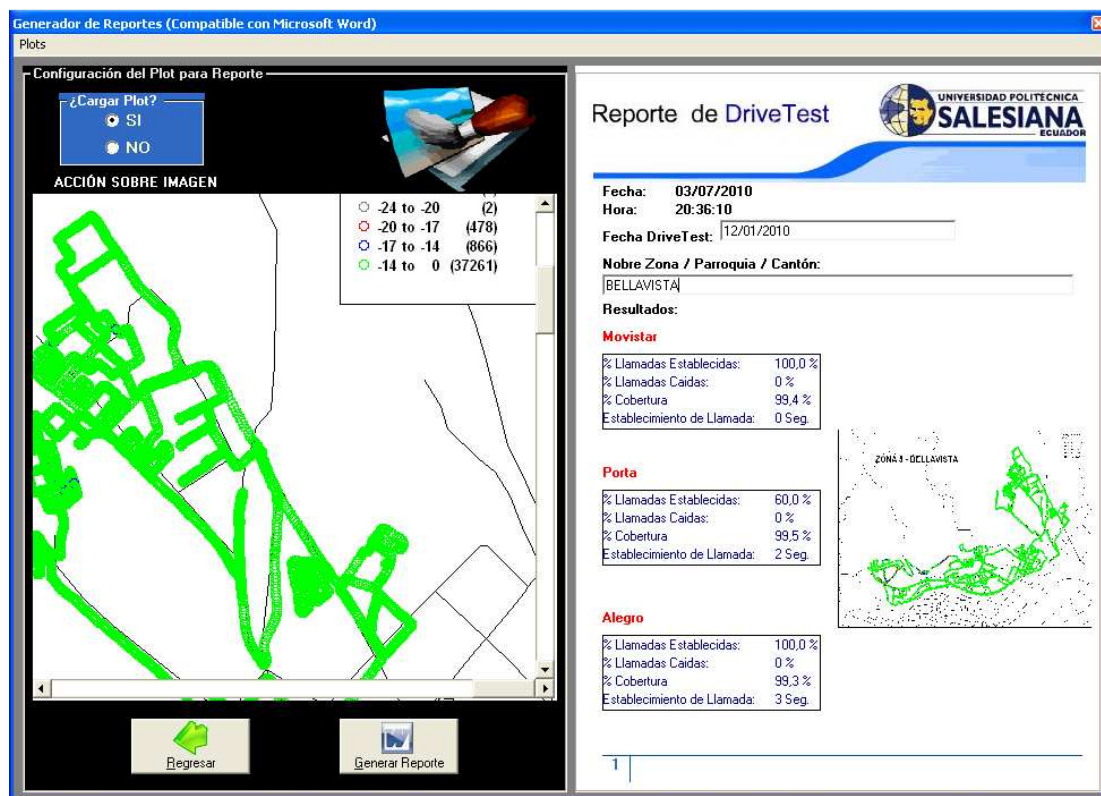 Generador de Reportes (Compatible con Microsoft Word)
Plots
Configuración del Plot para Reporte
¿Cargar Plot?
SI
NO
ACCIÓN SOBRE IMAGEN
-24 to -20 (2)
-20 to -17 (478)
-17 to -14 (866)
-14 to 0 (37261)
Regresar
Generar Reporte
Reporte de DriveTest
UNIVERSIDAD POLITÉCNICA
SALESIANA
ECUADOR
Fecha: 03/07/2010
Hora: 20:36:10
Fecha DriveTest: 12/01/2010
Nobre Zona / Parroquia / Cantón:
BELLAVISTA
Resultados:
Movistar
% Llamadas Establecidas: 100,0 %
% Llamadas Caidas: 0 %
% Cobertura 99,4 %
Establecimiento de Llamada: 0 Seg.
Porta
% Llamadas Establecidas: 60,0 %
% Llamadas Caidas: 0 %
% Cobertura 99,5 %
Establecimiento de Llamada: 2 Seg.
ZONA 8 - BELLAVISTA
Alegro
% Llamadas Establecidas: 100,0 %
% Llamadas Caidas: 0 %
% Cobertura 99,3 %
Establecimiento de Llamada: 3 Seg.
1